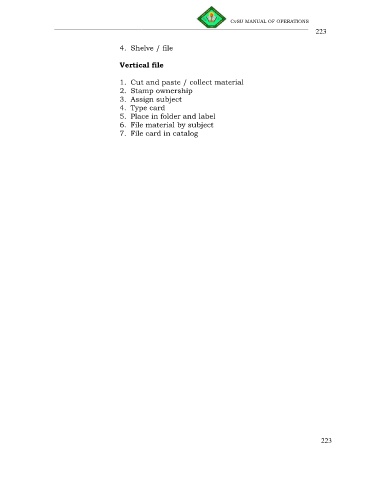 CvSU MANUAL OF OPERATIONS
223
4. Shelve / file
Vertical file
1. Cut and paste / collect material
2. Stamp ownership
3. Assign subject
4. Type card
5. Place in folder and label
6. File material by subject
7. File card in catalog
223